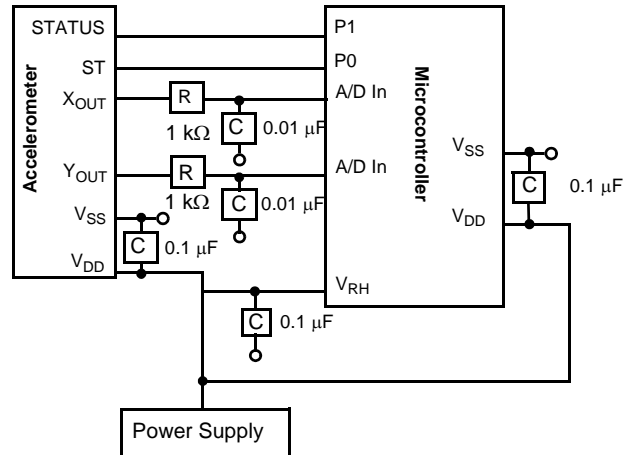 STATUS
ST
XOUT
YOUT
VSS
VDD
Accelerometer
R
1 kΩ
C
0.01 μF
R
1 kΩ
C
0.01 μF
C
0.1 μF
C
0.1 μF
P1
P0
A/D In
A/D In
VRH
Microcontroller
VSS
VDD
C
0.1 μF
Power Supply